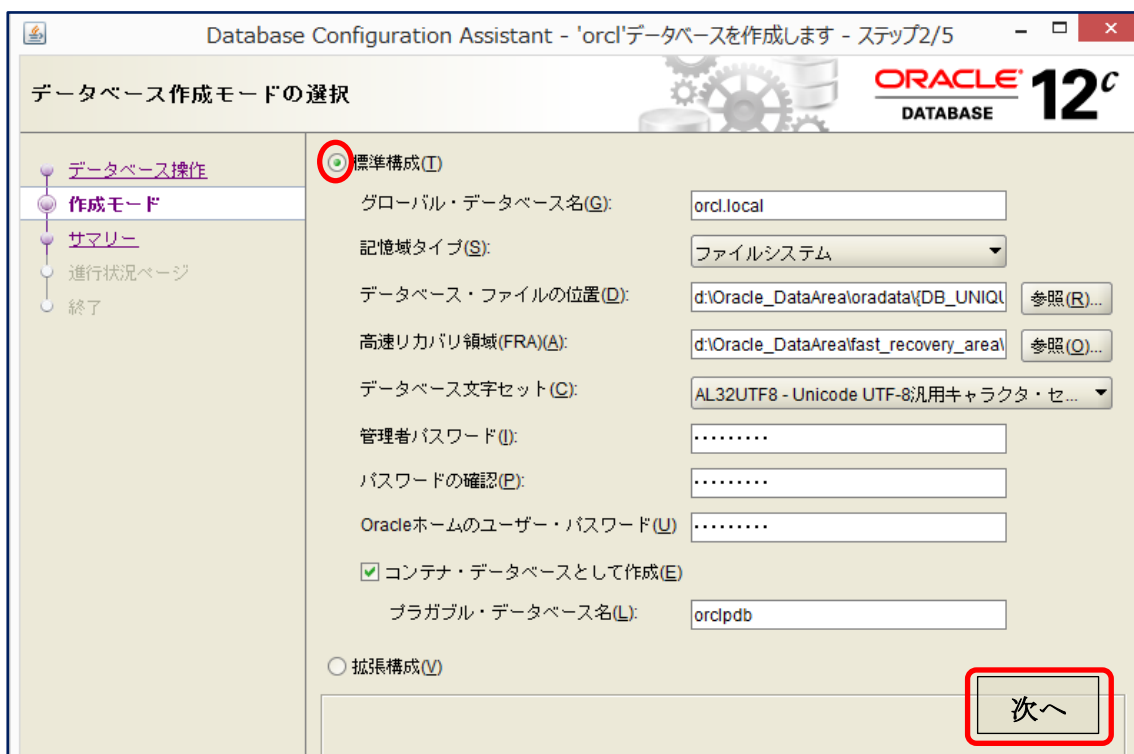 Database Configuration Assistant - 'orcl'データベースを作成します - ステップ2/5
データベース作成モードの選択
ORACLE
DATABASE
12c
データベース操作
作成モード
サマリー
進行状況ページ
終了
標準構成(T)
グローバル・データベース名(G): orcl.local
記憶域タイプ(S): ファイルシステム
データベース・ファイルの位置(D): d:\Oracle_DataArea\oradata\{DB_UNIQU 参照(R)...
高速リカバリ領域(FRA)(A): d:\Oracle_DataArea\fast_recovery_area\ 参照(O)...
データベース文字セット(C): AL32UTF8 - Unicode UTF-8汎用キャラクタ・セ...
管理者パスワード(I): •••••••••
パスワードの確認(P): •••••••••
Oracleホームのユーザー・パスワード(U) •••••••••
コンテナ・データベースとして作成(E)
プラガブル・データベース名(L): orclpdb
拡張構成(V)
次へ